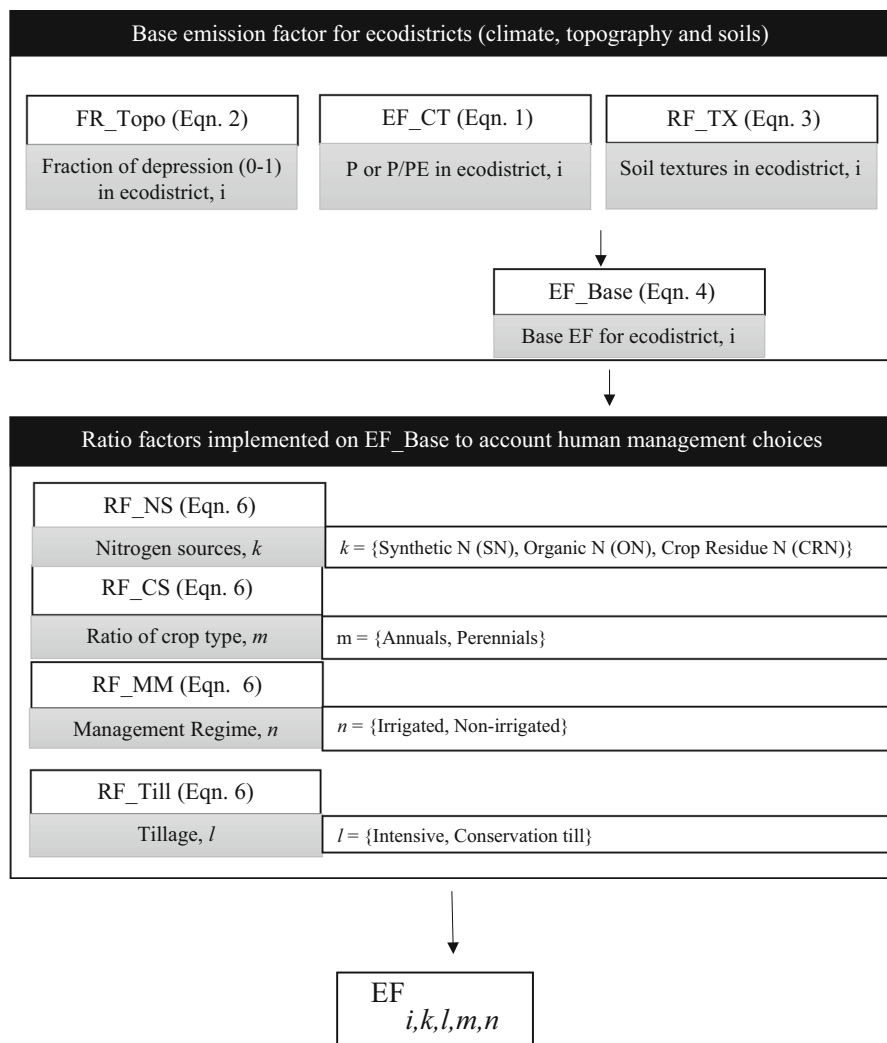 Base emission factor for ecodistricts (climate, topography and soils)
FR_Topo (Eqn. 2)
Fraction of depression (0-1)
in ecodistrict, i
EF_CT (Eqn. 1)
P or P/PE in ecodistrict, i
RF_TX (Eqn. 3)
Soil textures in ecodistrict, i
EF_Base (Eqn. 4)
Base EF for ecodistrict, i
Ratio factors implemented on EF_Base to account human management choices
RF_NS (Eqn. 6)
Nitrogen sources, k
k = {Synthetic N (SN), Organic N (ON), Crop Residue N (CRN)}
RF_CS (Eqn. 6)
Ratio of crop type, m
m = {Annuals, Perennials}
RF_MM (Eqn. 6)
Management Regime, n
n = {Irrigated, Non-irrigated}
RF_Till (Eqn. 6)
Tillage, l
l = {Intensive, Conservation till}
EF
i,k,l,m,n